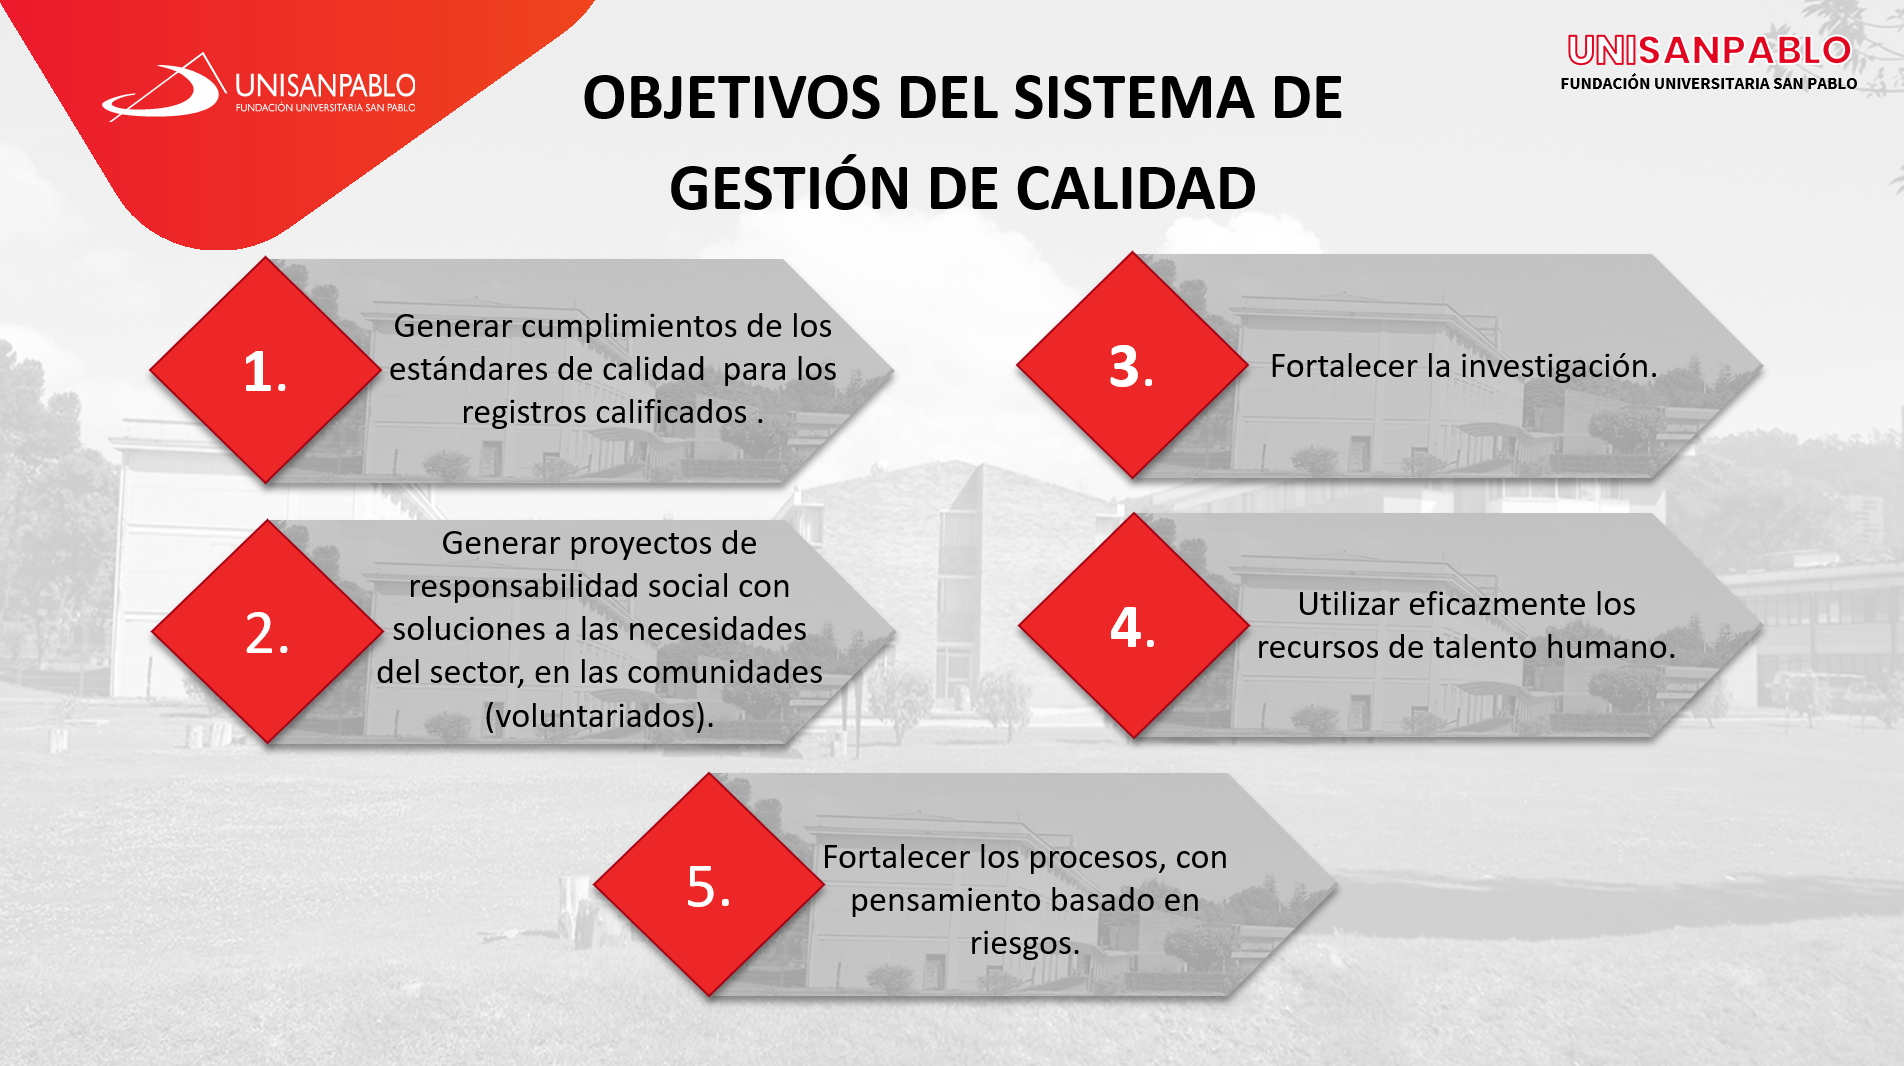 UNISANPABLO
FUNDACIÓN UNIVERSITARIA SAN PABLO
UNISANPABLO
FUNDACIÓN UNIVERSITARIA SAN PABLO
OBJETIVOS DEL SISTEMA DE
GESTIÓN DE CALIDAD
1.
Generar cumplimientos de los
estándares de calidad  para los
registros calificados .
2.
Generar proyectos de
responsabilidad social con
soluciones a las necesidades
del sector, en las comunidades
(voluntariados).
3.
Fortalecer la investigación.
4.
Utilizar eficazmente los
recursos de talento humano.
5.
Fortalecer los procesos, con
pensamiento basado en
riesgos.